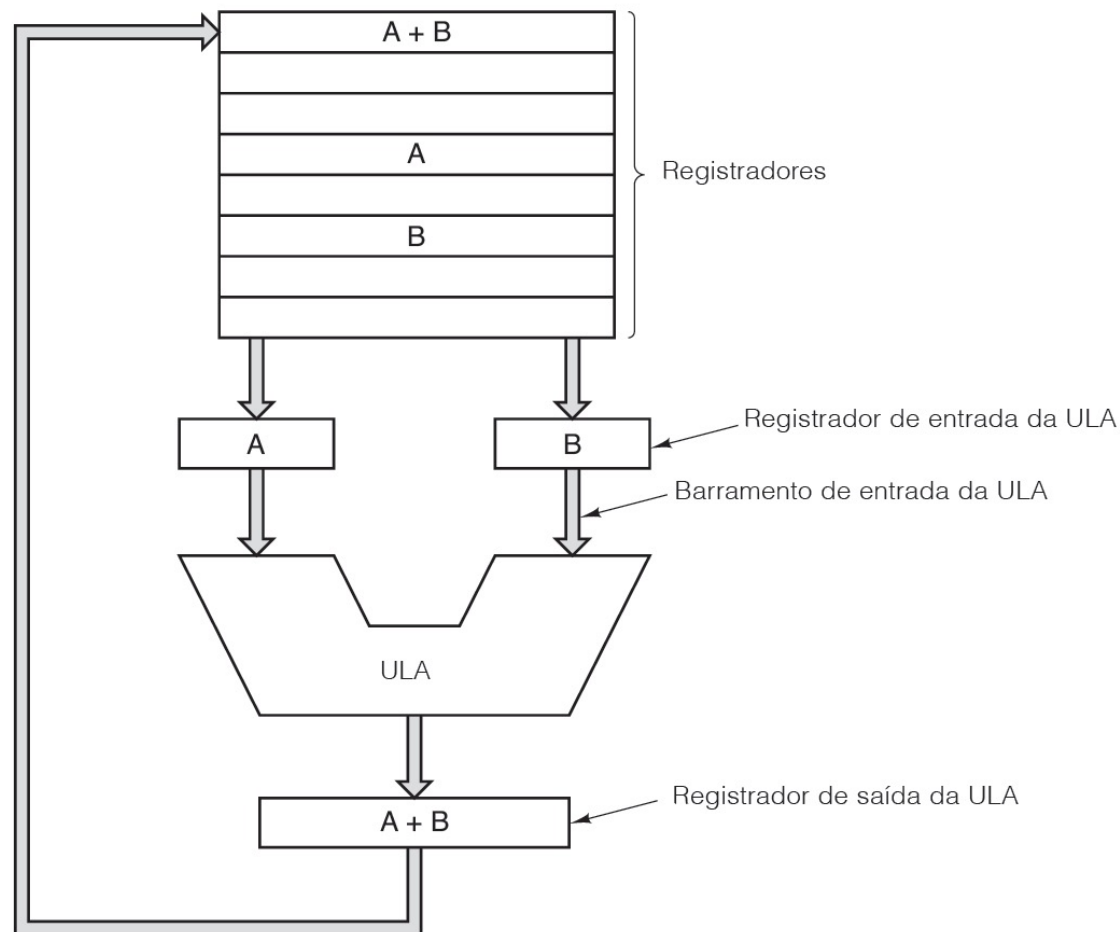 A + B
A
Registradores
B
A
B
Registrador de entrada da ULA
Barramento de entrada da ULA
ULA
A + B
Registrador de saída da ULA